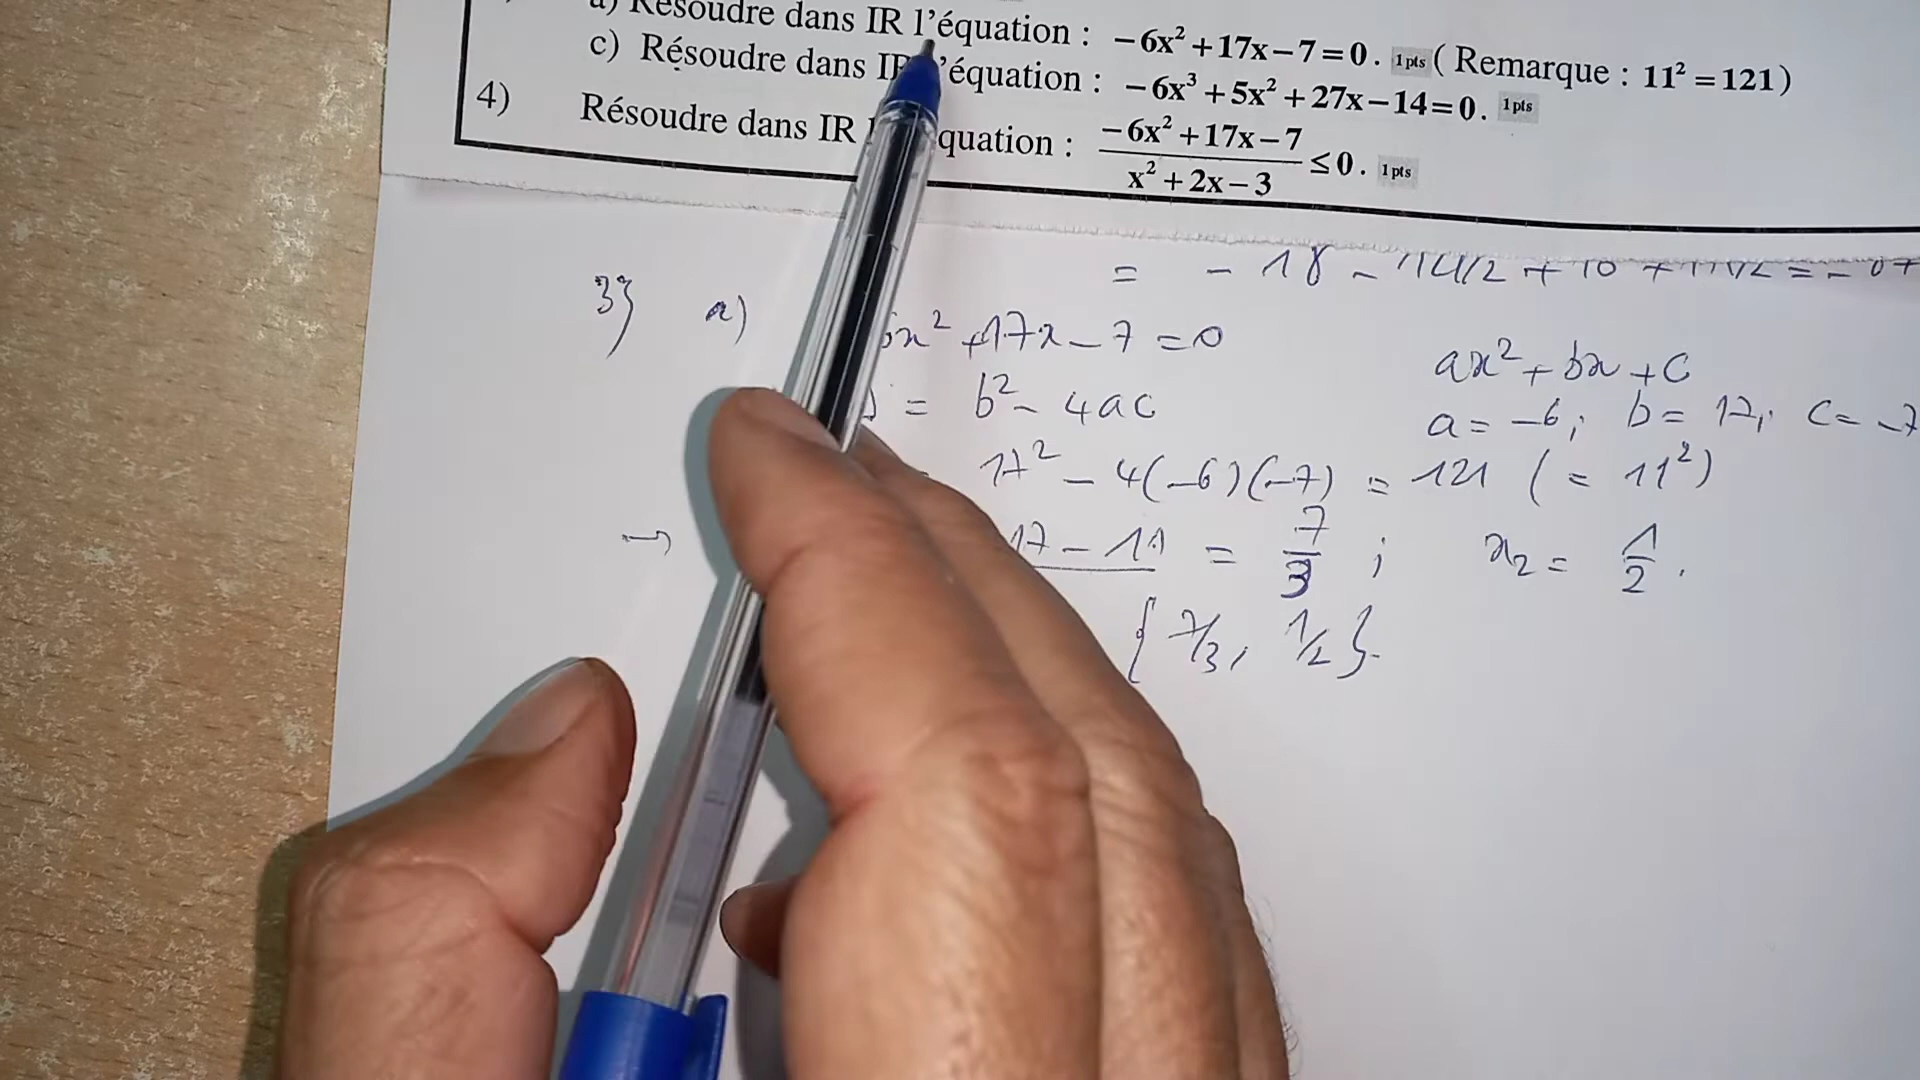 Résoudre dans IR l'équation : −6x² + 17x − 7 = 0 . 1pts ( Remarque : 11² = 121 )
c) Résoudre dans IR l'équation : −6x³ + 5x² + 27x − 14 = 0 . 1pts
4) Résoudre dans IR équation : (−6x² + 17x − 7)/(x² + 2x − 3) ≤ 0 . 1pts
= − 18 −
3) a) x² + 17x − 7 = 0
ax² + bx + c
= b² − 4ac
a = −6 ; b = 17 ; c = −7
17² − 4(−6)(−7) = 121 ( = 11²)
→ 17 − 11 = 7/3 ; x₂ = 1/2 .
{ 7/3 , 1/2 }.